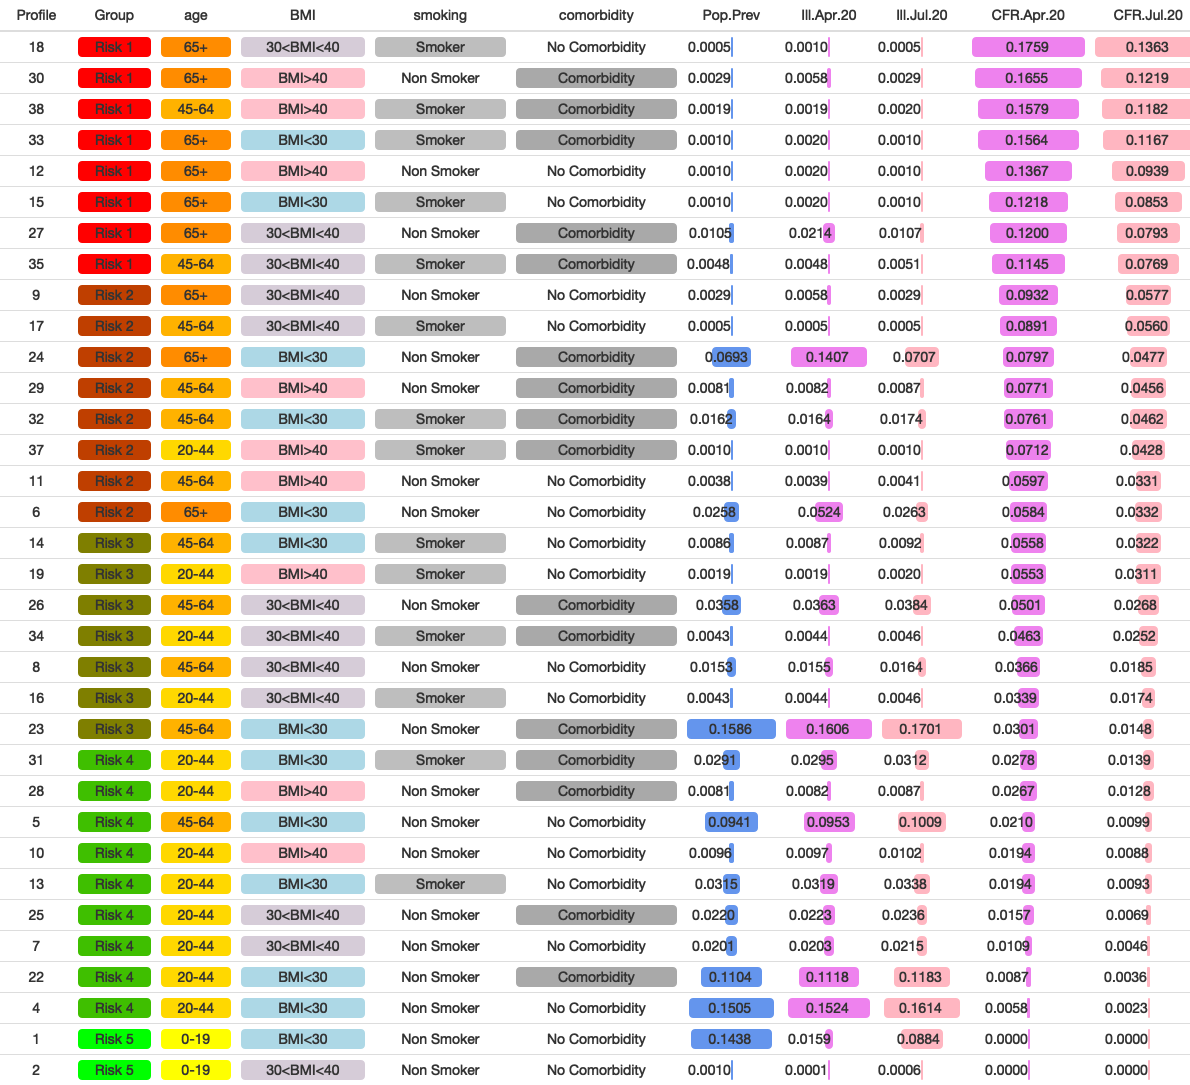 Profile Group age BMI smoking comorbidity Pop.Prev Ill.Apr.20 Ill.Jul.20 CFR.Apr.20 CFR.Jul.20
18 Risk 1 65+ 30<BMI<40 Smoker No Comorbidity 0.0005 0.0010 0.0005 0.1759 0.1363
30 Risk 1 65+ BMI>40 Non Smoker Comorbidity 0.0029 0.0058 0.0029 0.1655 0.1219
38 Risk 1 45-64 BMI>40 Smoker Comorbidity 0.0019 0.0019 0.0020 0.1579 0.1182
33 Risk 1 65+ BMI<30 Smoker Comorbidity 0.0010 0.0020 0.0010 0.1564 0.1167
12 Risk 1 65+ BMI>40 Non Smoker No Comorbidity 0.0010 0.0020 0.0010 0.1367 0.0939
15 Risk 1 65+ BMI<30 Smoker No Comorbidity 0.0010 0.0020 0.0010 0.1218 0.0853
27 Risk 1 65+ 30<BMI<40 Non Smoker Comorbidity 0.0105 0.0214 0.0107 0.1200 0.0793
35 Risk 1 45-64 30<BMI<40 Smoker Comorbidity 0.0048 0.0048 0.0051 0.1145 0.0769
9 Risk 2 65+ 30<BMI<40 Non Smoker No Comorbidity 0.0029 0.0058 0.0029 0.0932 0.0577
17 Risk 2 45-64 30<BMI<40 Smoker No Comorbidity 0.0005 0.0005 0.0005 0.0891 0.0560
24 Risk 2 65+ BMI<30 Non Smoker Comorbidity 0.0693 0.1407 0.0707 0.0797 0.0477
29 Risk 2 45-64 BMI>40 Non Smoker Comorbidity 0.0081 0.0082 0.0087 0.0771 0.0456
32 Risk 2 45-64 BMI<30 Smoker Comorbidity 0.0162 0.0164 0.0174 0.0761 0.0462
37 Risk 2 20-44 BMI>40 Smoker Comorbidity 0.0010 0.0010 0.0010 0.0712 0.0428
11 Risk 2 45-64 BMI>40 Non Smoker No Comorbidity 0.0038 0.0039 0.0041 0.0597 0.0331
6 Risk 2 65+ BMI<30 Non Smoker No Comorbidity 0.0258 0.0524 0.0263 0.0584 0.0332
14 Risk 3 45-64 BMI<30 Smoker No Comorbidity 0.0086 0.0087 0.0092 0.0558 0.0322
19 Risk 3 20-44 BMI>40 Smoker No Comorbidity 0.0019 0.0019 0.0020 0.0553 0.0311
26 Risk 3 45-64 30<BMI<40 Non Smoker Comorbidity 0.0358 0.0363 0.0384 0.0501 0.0268
34 Risk 3 20-44 30<BMI<40 Smoker Comorbidity 0.0043 0.0044 0.0046 0.0463 0.0252
8 Risk 3 45-64 30<BMI<40 Non Smoker No Comorbidity 0.0153 0.0155 0.0164 0.0366 0.0185
16 Risk 3 20-44 30<BMI<40 Smoker No Comorbidity 0.0043 0.0044 0.0046 0.0339 0.0174
23 Risk 3 45-64 BMI<30 Non Smoker Comorbidity 0.1586 0.1606 0.1701 0.0301 0.0148
31 Risk 4 20-44 BMI<30 Smoker Comorbidity 0.0291 0.0295 0.0312 0.0278 0.0139
28 Risk 4 20-44 BMI>40 Non Smoker Comorbidity 0.0081 0.0082 0.0087 0.0267 0.0128
5 Risk 4 45-64 BMI<30 Non Smoker No Comorbidity 0.0941 0.0953 0.1009 0.0210 0.0099
10 Risk 4 20-44 BMI>40 Non Smoker No Comorbidity 0.0096 0.0097 0.0102 0.0194 0.0088
13 Risk 4 20-44 BMI<30 Smoker No Comorbidity 0.0315 0.0319 0.0338 0.0194 0.0093
25 Risk 4 20-44 30<BMI<40 Non Smoker Comorbidity 0.0220 0.0223 0.0236 0.0157 0.0069
7 Risk 4 20-44 30<BMI<40 Non Smoker No Comorbidity 0.0201 0.0203 0.0215 0.0109 0.0046
22 Risk 4 20-44 BMI<30 Non Smoker Comorbidity 0.1104 0.1118 0.1183 0.0087 0.0036
4 Risk 4 20-44 BMI<30 Non Smoker No Comorbidity 0.1505 0.1524 0.1614 0.0058 0.0023
1 Risk 5 0-19 BMI<30 Non Smoker No Comorbidity 0.1438 0.0159 0.0884 0.0000 0.0000
2 Risk 5 0-19 30<BMI<40 Non Smoker No Comorbidity 0.0010 0.0001 0.0006 0.0000 0.0000